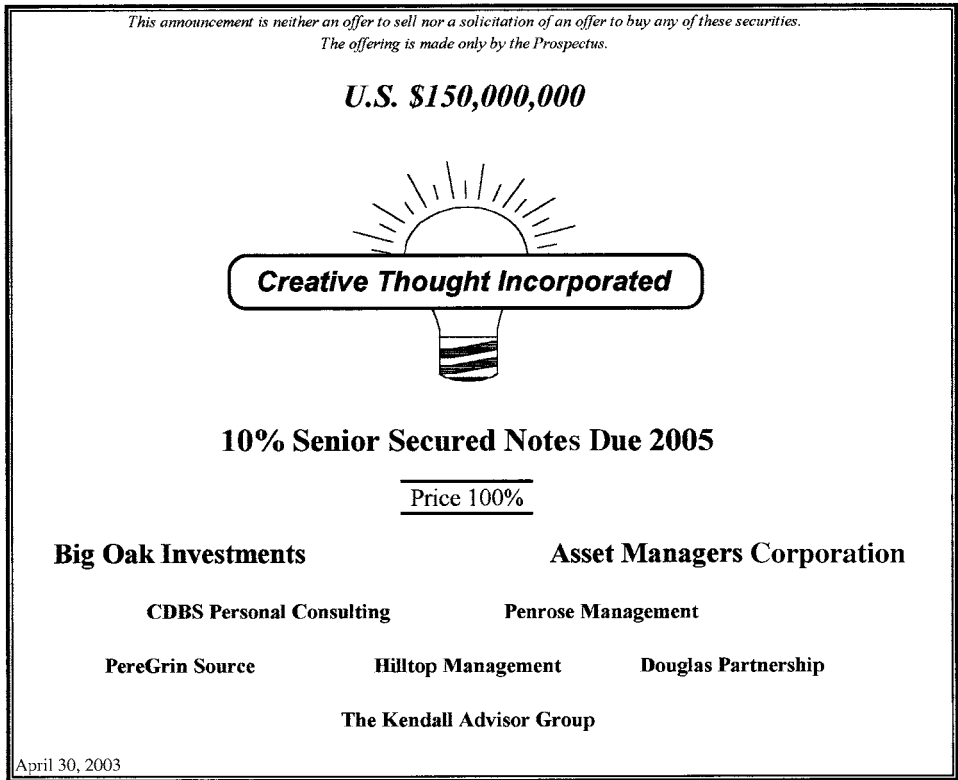 This announcement is neither an offer to sell nor a solicitation of an offer to buy any of these securities.
The offering is made only by the Prospectus.
U.S. $150,000,000
Creative Thought Incorporated
10% Senior Secured Notes Due 2005
Price 100%
Big Oak Investments Asset Managers Corporation
CDBS Personal Consulting Penrose Management
PereGrin Source Hilltop Management Douglas Partnership
The Kendall Advisor Group
April 30, 2003